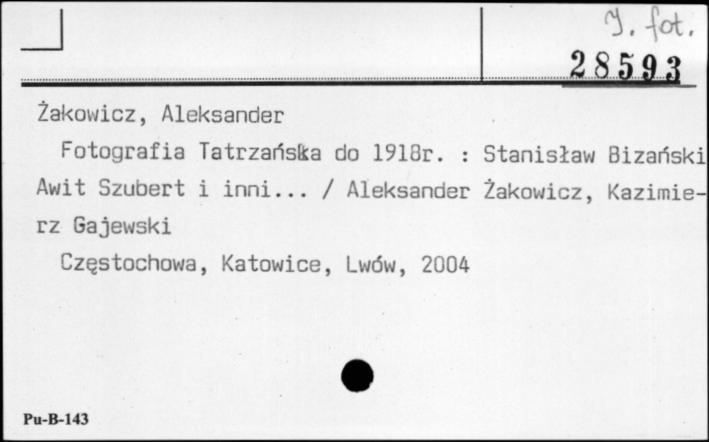 J. fot.
28593
Żakowicz, Aleksander
Fotografia Tatrzańska do 1918r. : Stanisław Bizański
Awit Szubert i inni... / Aleksander Żakowicz, Kazimie-
rz Gajewski
Częstochowa, Katowice, Lwów, 2004
Pu-B-143